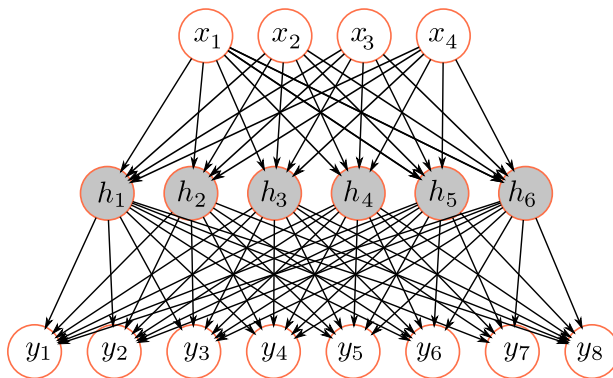 x₁ x₂ x₃ x₄
h₁ h₂ h₃ h₄ h₅ h₆
y₁ y₂ y₃ y₄ y₅ y₆ y₇ y₈